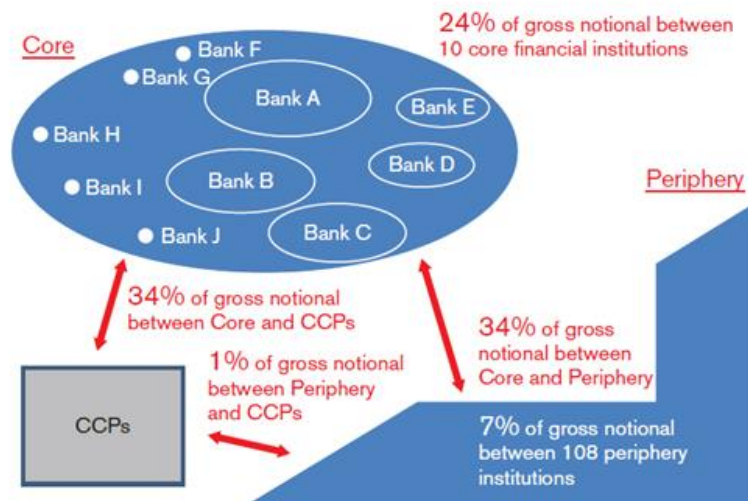 Core
24% of gross notional between
10 core financial institutions
Bank F
Bank G
Bank A
Bank E
Bank H
Bank D
Bank B
Bank I
Periphery
Bank C
Bank J
34% of gross notional
between Core and CCPs
34% of gross
notional between
Core and Periphery
1% of gross notional
between Periphery
and CCPs
CCPs
7% of gross notional
between 108 periphery
institutions